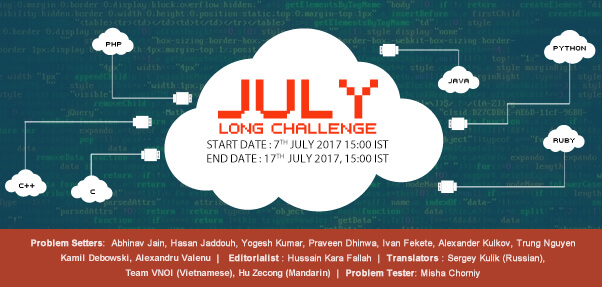 PHP
PYTHON
JAVA
JULY
LONG CHALLENGE
START DATE : 7TH JULY 2017 15:00 IST
END DATE : 17TH JULY 2017, 15:00 IST
RUBY
C++
C
Problem Setters: Abhinav Jain, Hasan Jaddouh, Yogesh Kumar, Praveen Dhinwa, Ivan Fekete, Alexander Kulkov, Trung Nguyen
Kamil Debowski, Alexandru Valenu | Editorialist : Hussain Kara Fallah | Translators : Sergey Kulik (Russian),
Team VNOI (Vietnamese), Hu Zecong (Mandarin) | Problem Tester: Misha Chorniy